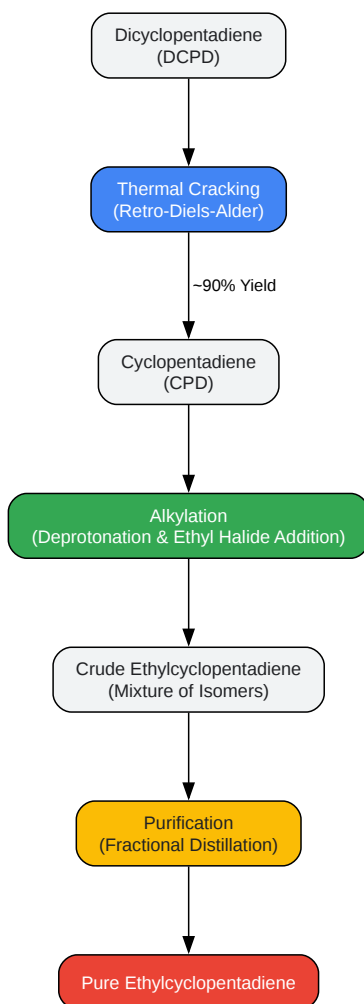 Dicyclopentadiene
(DCPD)
Thermal Cracking
(Retro-Diels-Alder)
~90% Yield
Cyclopentadiene
(CPD)
Alkylation
(Deprotonation & Ethyl Halide Addition)
Crude Ethylcyclopentadiene
(Mixture of Isomers)
Purification
(Fractional Distillation)
Pure Ethylcyclopentadiene